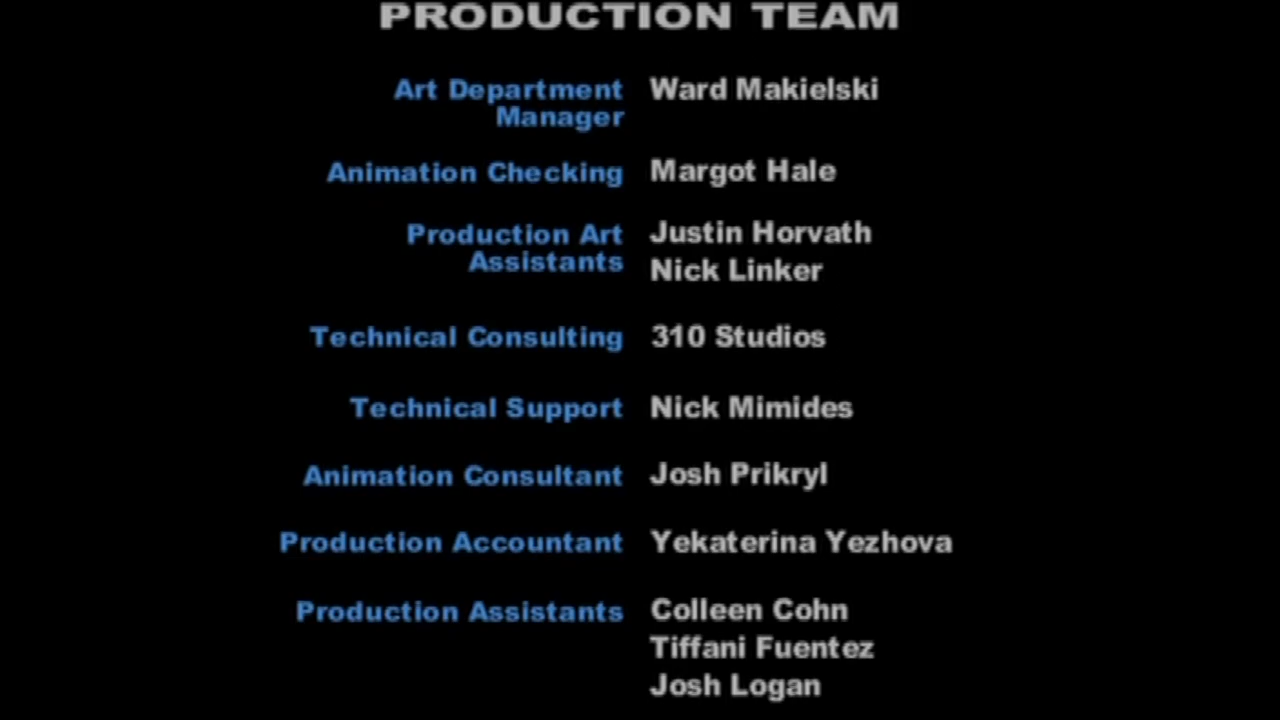 PRODUCTION TEAM
Art Department Ward Makielski
Manager
Animation Checking Margot Hale
Production Art Justin Horvath
Assistants Nick Linker
Technical Consulting 310 Studios
Technical Support Nick Mimides
Animation Consultant Josh Prikryl
Production Accountant Yekaterina Yezhova
Production Assistants Colleen Cohn
Tiffani Fuentez
Josh Logan